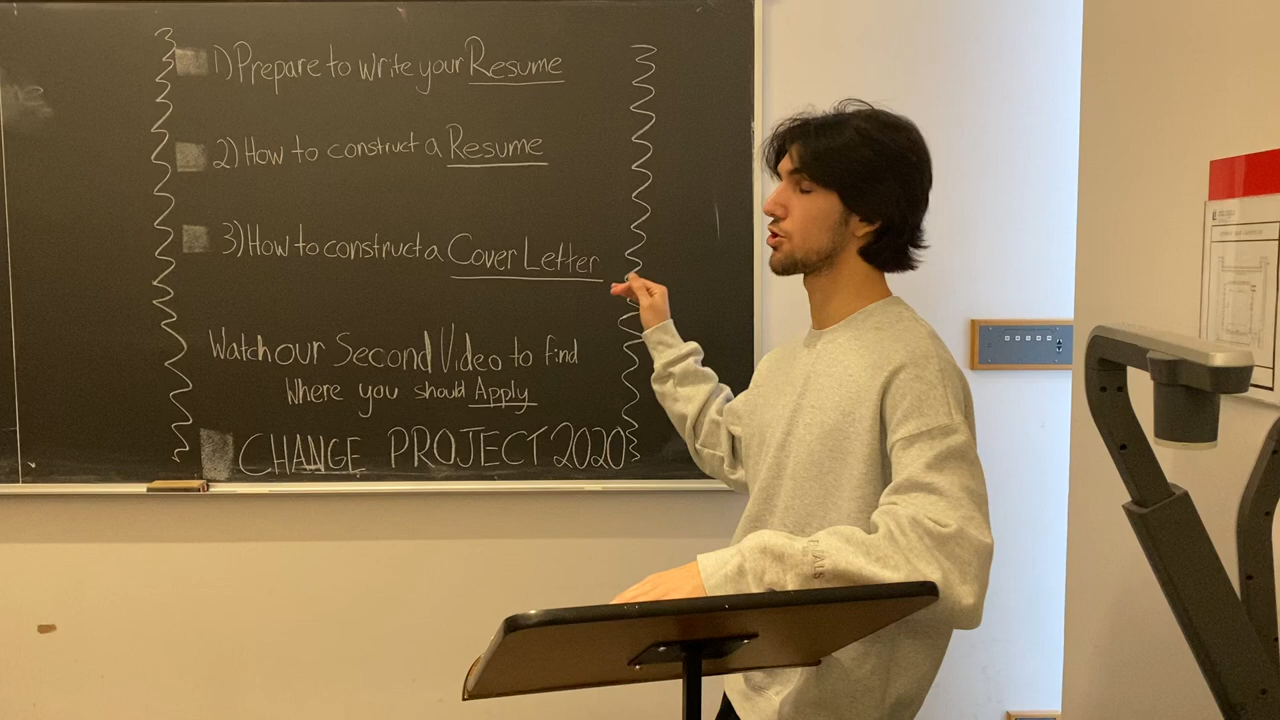 1) Prepare to write your Resume
2) How to construct a Resume
3) How to construct a Cover Letter
Watch our Second Video to find
Where you should Apply
CHANGE PROJECT 2020